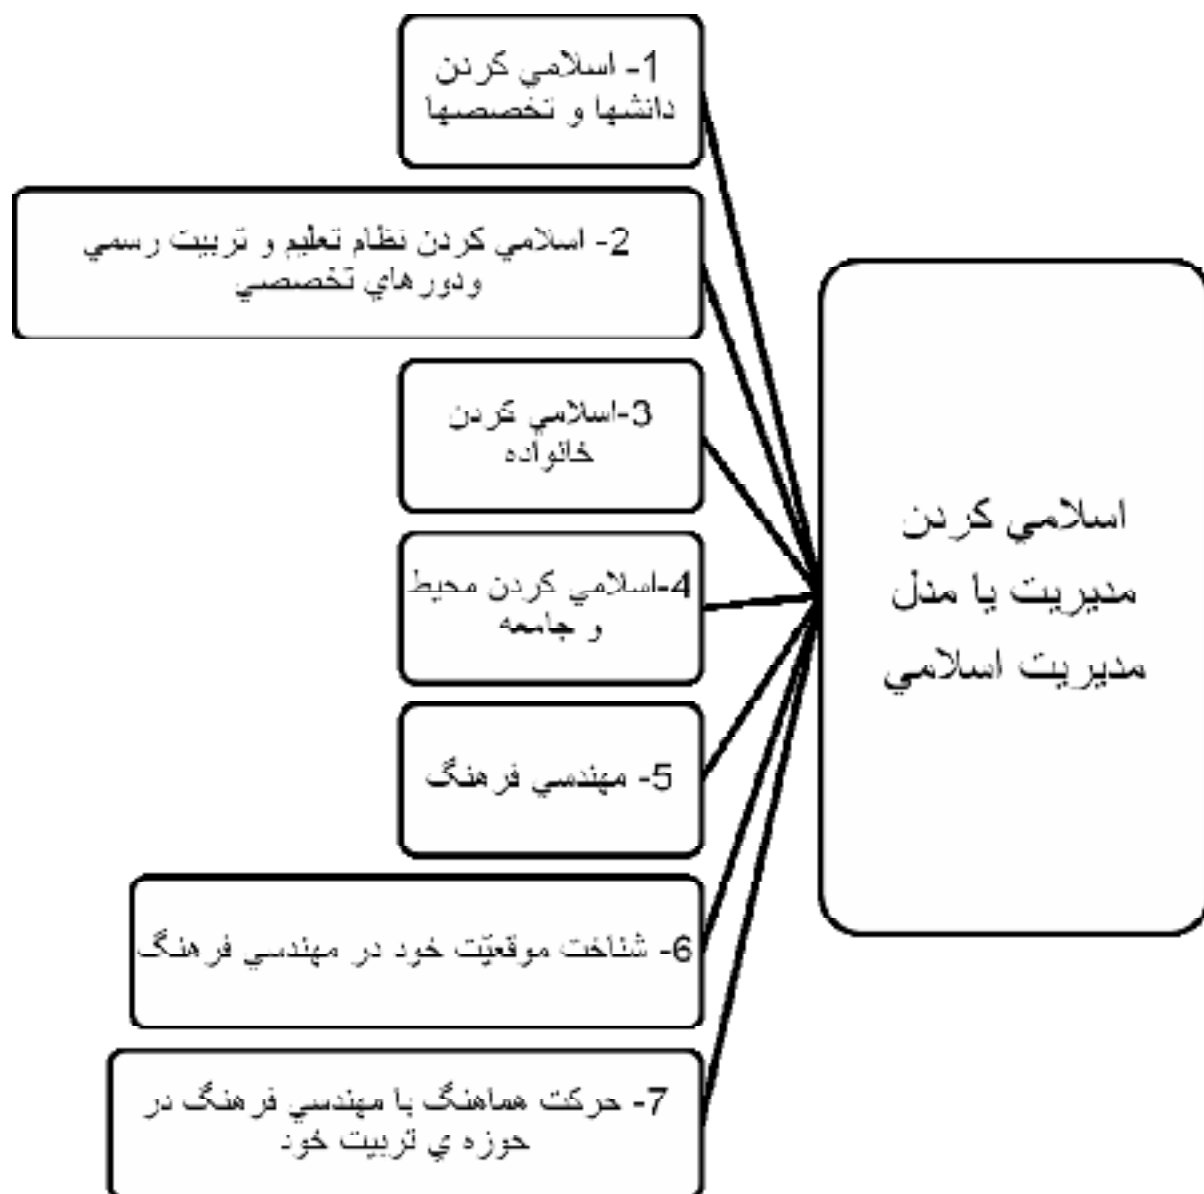 اسلامي كردن
مديريت يا مدل
مديريت اسلامي
1- اسلامي كردن
دانشها و تخصصها
2- اسلامي كردن نظام تعليم و تربيت رسمي
ودورهاي تخصصي
3-اسلامي كردن
خانواده
4-اسلامي كردن محيط
و جامعه
5- مهندسي فرهنگ
6- شناخت موقعيّت خود در مهندسي فرهنگ
7- حركت هماهنگ با مهندسي فرهنگ در
حوزه ي تربيت خود